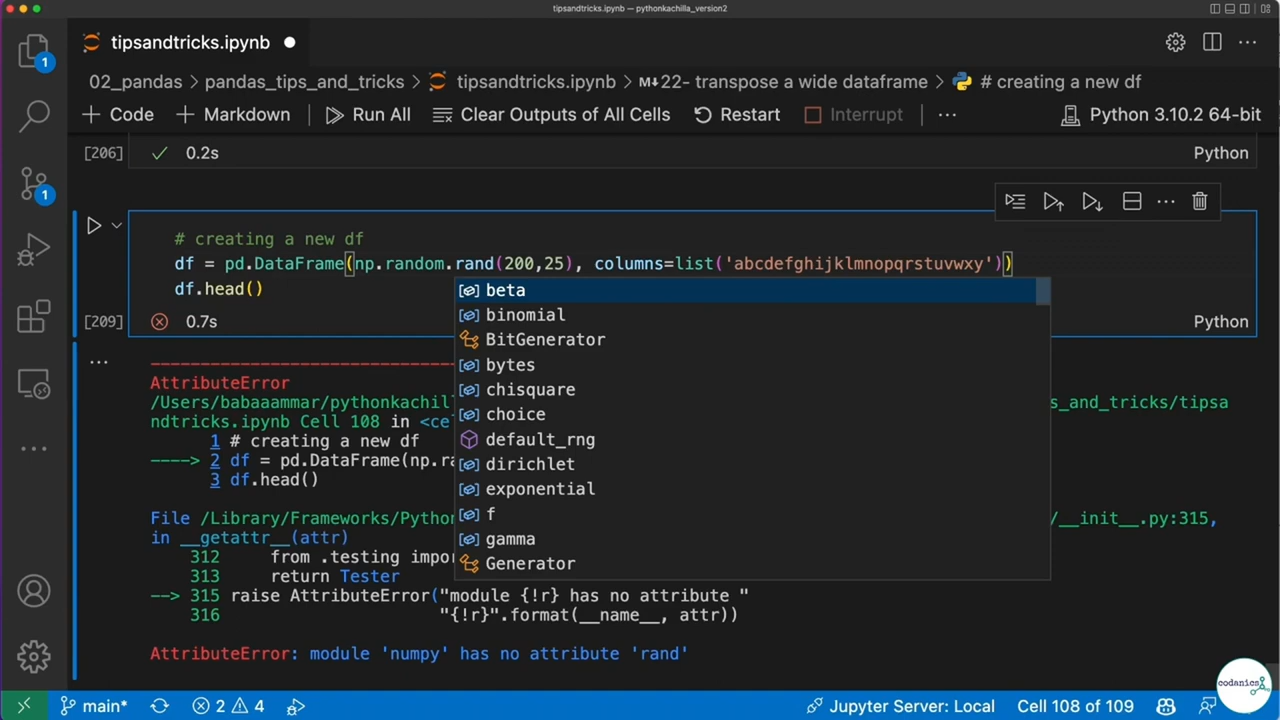 tipsandtricks.ipynb — pythonkachilla_version2
tipsandtricks.ipynb
02_pandas > pandas_tips_and_tricks > tipsandtricks.ipynb > M↓22- transpose a wide dataframe > # creating a new df
+ Code + Markdown Run All Clear Outputs of All Cells Restart Interrupt ... Python 3.10.2 64-bit
[206] 0.2s Python
# creating a new df
df = pd.DataFrame(np.random.rand(200,25), columns=list('abcdefghijklmnopqrstuvwxy'))
df.head()
[209] 0.7s Python
beta
binomial
BitGenerator
bytes
chisquare
choice
default_rng
dirichlet
exponential
f
gamma
Generator
AttributeError
/Users/babaaammar/pythonkachill s_and_tricks/tipsa
ndtricks.ipynb Cell 108 in <ce
1 # creating a new df
----> 2 df = pd.DataFrame(np.ra
3 df.head()
File /Library/Frameworks/Pytho /__init__.py:315,
in __getattr__(attr)
312 from .testing impor
313 return Tester
--> 315 raise AttributeError("module {!r} has no attribute "
316 "{!r}".format(__name__, attr))
AttributeError: module 'numpy' has no attribute 'rand'
1
1
main* 2 4 Jupyter Server: Local Cell 108 of 109
codanics